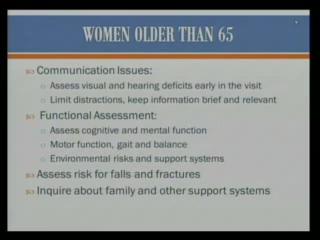 WOMEN OLDER THAN 65
Communication Issues:
Assess visual and hearing deficits early in the visit
Limit distractions, keep information brief and relevant
Functional Assessment:
Assess cognitive and mental function
Motor function, gait and balance
Environmental risks and support systems
Assess risk for falls and fractures
Inquire about family and other support systems